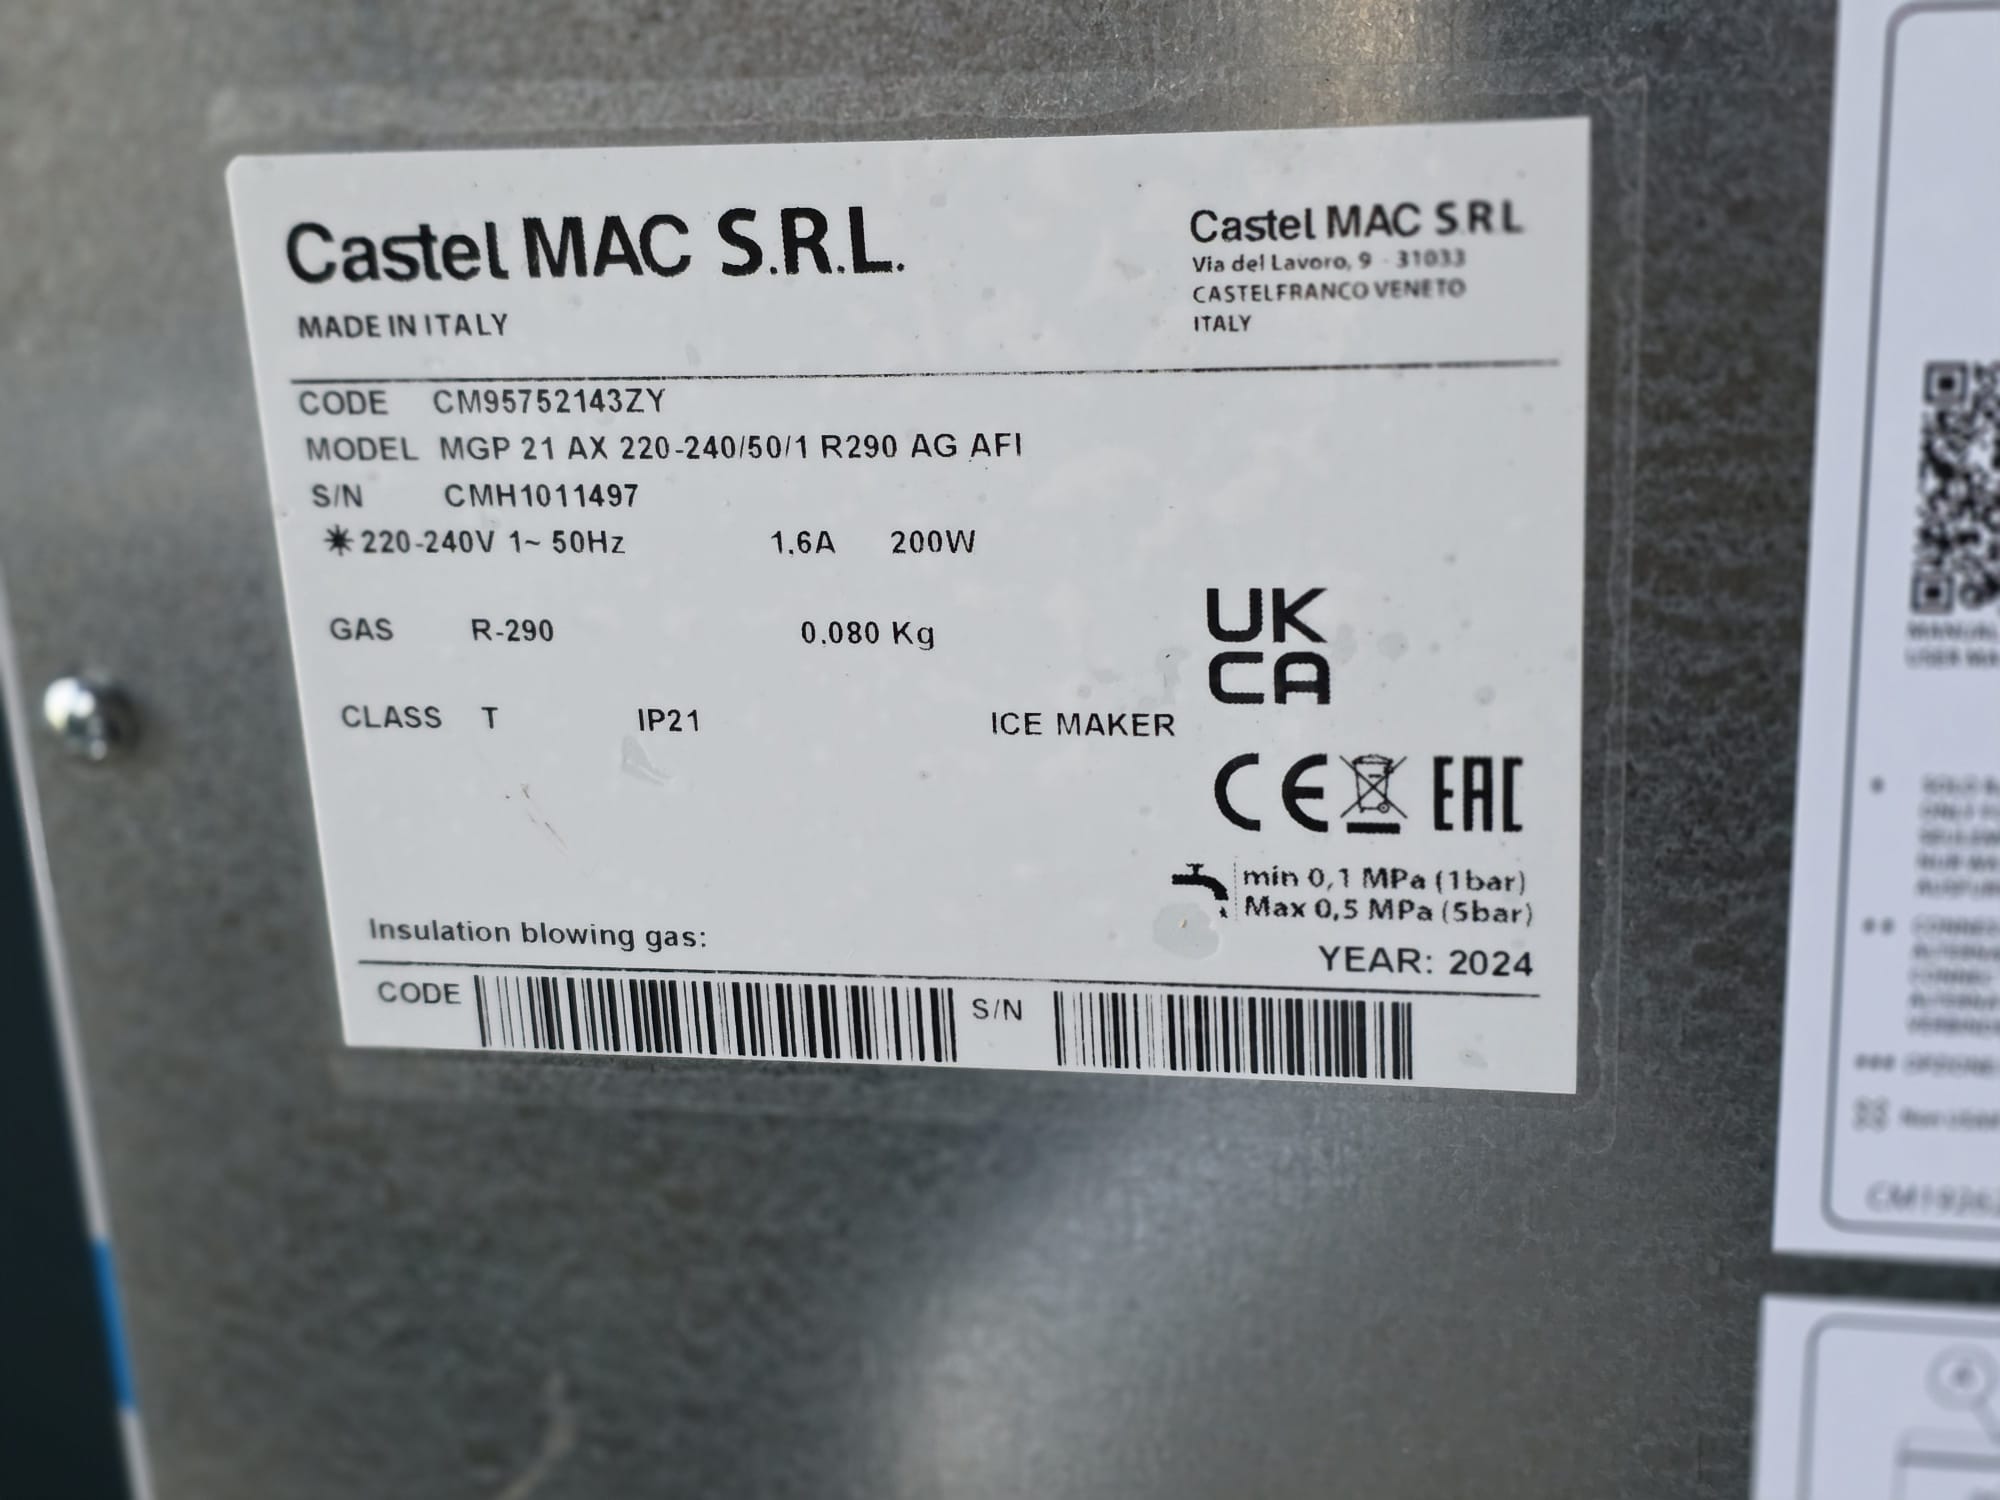 Castel MAC S.R.L.
MADE IN ITALY
Castel MAC S.R.L
Via del Lavoro, 9 - 31033
CASTELFRANCO VENETO
ITALY
CODE CM95752143ZY
MODEL MGP 21 AX 220-240/50/1 R290 AG AFI
S/N CMH1011497
✳220-240V 1~ 50Hz 1.6A 200W
GAS R-290 0.080 Kg
UK
CA
CLASS T IP21 ICE MAKER
CE EAC
min 0,1 MPa (1bar)
Max 0,5 MPa (5bar)
Insulation blowing gas:
YEAR: 2024
CODE S/N
MANUAL